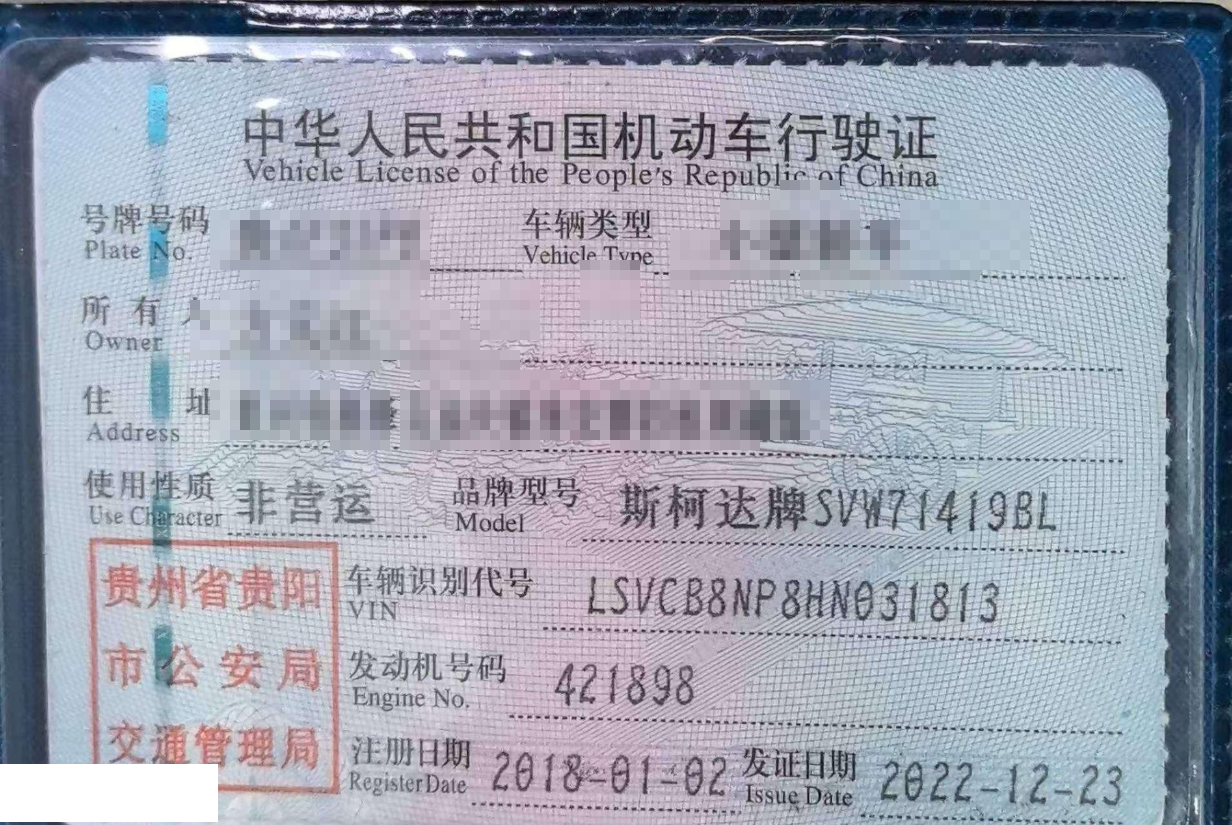 中华人民共和国机动车行驶证
Vehicle License of the People's Republic of China
号牌号码 车辆类型
Plate No. Vehicle Type
所有人
Owner
住址
Address
使用性质 非营运 品牌型号 斯柯达牌SVW71419BL
Use Character Model
贵州省贵阳
市公安局
交通管理局
车辆识别代号 LSVCB8NP8HN031813
VIN
发动机号码 421898
Engine No.
注册日期 2018-01-02 发证日期 2022-12-23
Register Date Issue Date